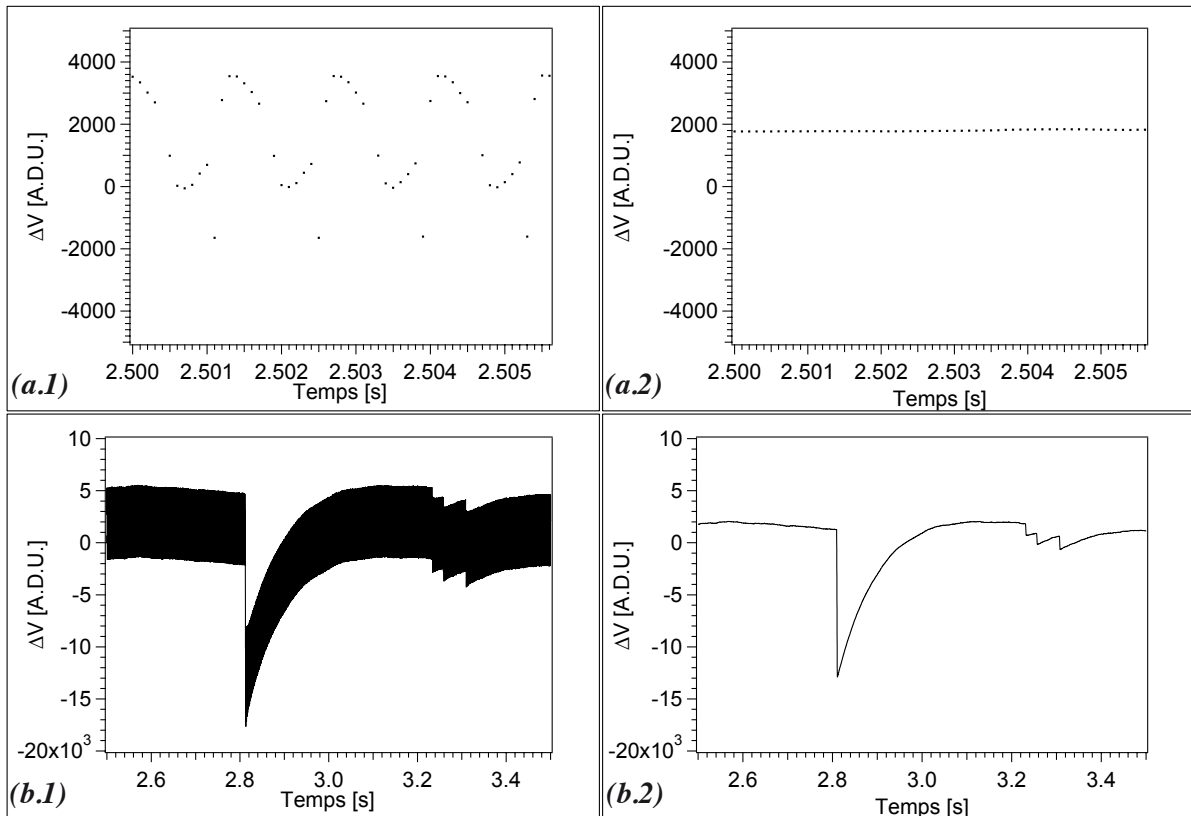 4000
2000
0
-2000
-4000
ΔV [A.D.U.]
2.500 2.501 2.502 2.503 2.504 2.505
Temps [s]
(a.1)
4000
2000
0
-2000
-4000
ΔV [A.D.U.]
2.500 2.501 2.502 2.503 2.504 2.505
Temps [s]
(a.2)
10
5
0
-5
-10
-15
-20x10³
ΔV [A.D.U.]
2.6 2.8 3.0 3.2 3.4
Temps [s]
(b.1)
10
5
0
-5
-10
-15
-20x10³
ΔV [A.D.U.]
2.6 2.8 3.0 3.2 3.4
Temps [s]
(b.2)